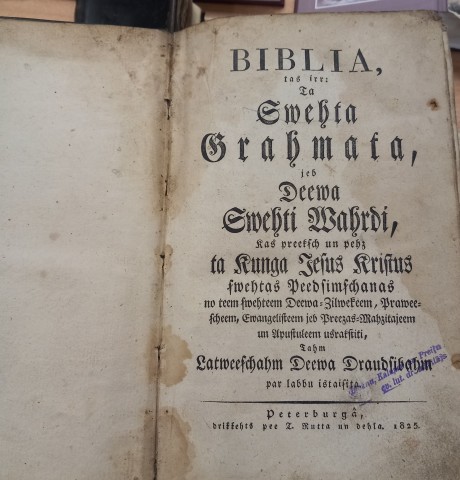 BIBLIA,
tas irr:
Ta
Swehta
Grahmata,
jeb
Deewa
Swehti Wahrdi,
Kas preeksch un pehz
ta Kunga Jesus Kristus
swehtas Peedsimschanas
no teem swehteem Deewa-Zilwekeem, Prawee-
scheem, Ewangelisteem jeb Preezas-Mahzitajeem
un Apustuleem usrakstiti,
Tahm
Latweeschahm Deewa Draudsibahm
par labbu istaisita.
Peterburgâ,
drikkehts pee T. Rutta un dehla. 1825.